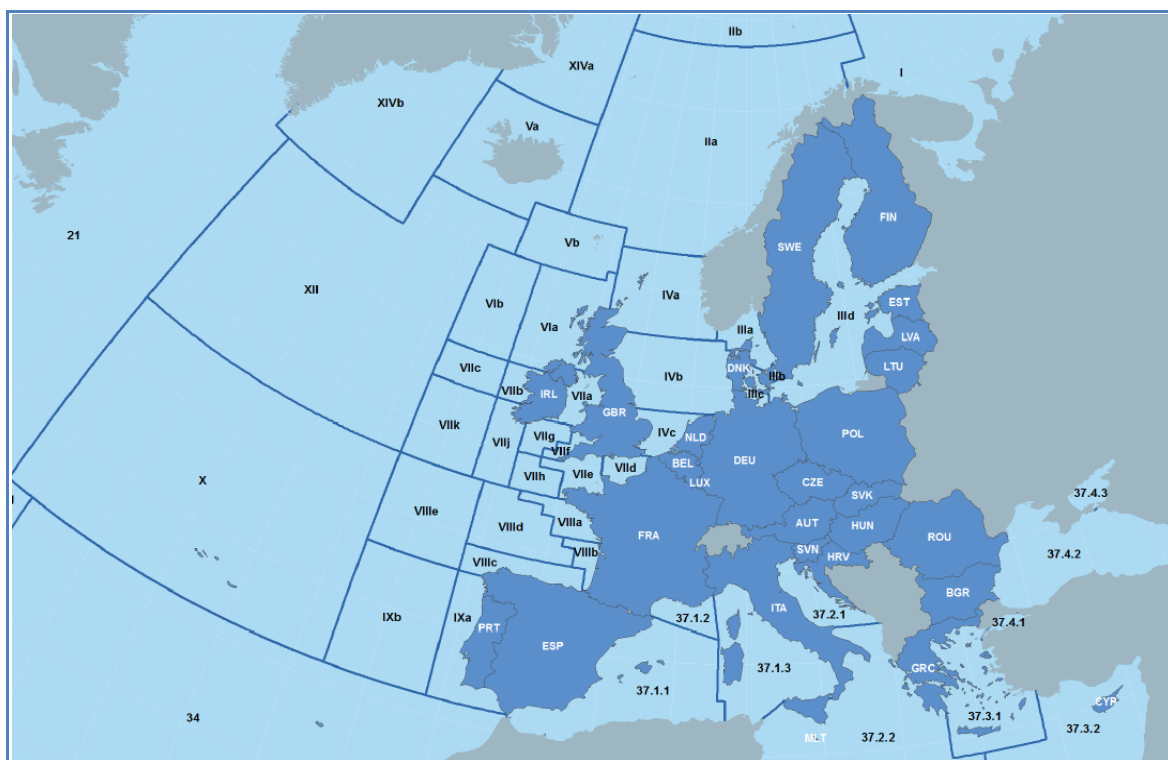 IIb
XIVa
I
XIVb
Va
IIa
FIN
21
Vb
SWE
XII
VIb
IVa
EST
VIa
IIIa
IIId
LVA
VIIc
VIIb
IRL
VIIa
IVb
DNK
IIIb
LTU
IIIc
GBR
VIIk
VIIj
VIIg
VIIf
IVc
NLD
POL
BEL
DEU
VIIh
VIIe
VIId
LUX
CZE
X
SVK
37.4.3
VIIIe
VIIId
VIIIa
FRA
AUT
HUN
ROU
VIIIb
SVN
HRV
37.4.2
VIIIc
BGR
IXb
IXa
PRT
37.1.2
ITA
37.2.1
37.4.1
ESP
37.1.1
37.1.3
GRC
34
MLT
37.2.2
37.3.1
37.3.2
CYP